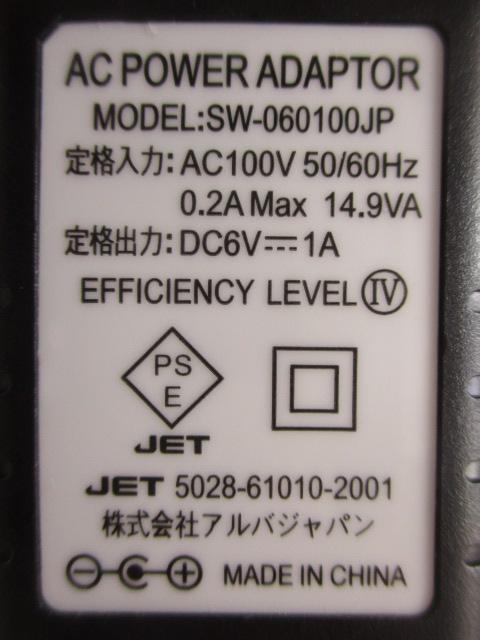 AC POWER ADAPTOR
MODEL:SW-060100JP
定格入力:AC100V 50/60Hz
0.2A Max 14.9VA
定格出力:DC6V⎓1A
EFFICIENCY LEVEL Ⅳ
PS
E
JET
JET 5028-61010-2001
株式会社アルバジャパン
MADE IN CHINA